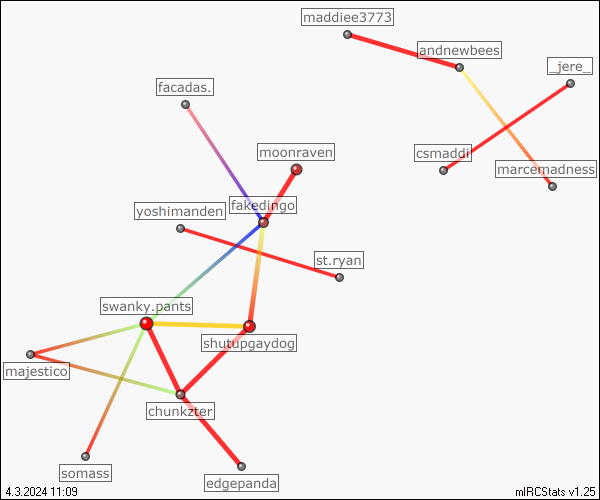 maddiee3773
andnewbees
_jere_
facadas.
moonraven
csmaddi
marcemadness
fakedingo
yoshimanden
st.ryan
swanky.pants
shutupgaydog
majestico
chunkzter
somass
edgepanda
4.3.2024 11:09
mIRCStats v1.25